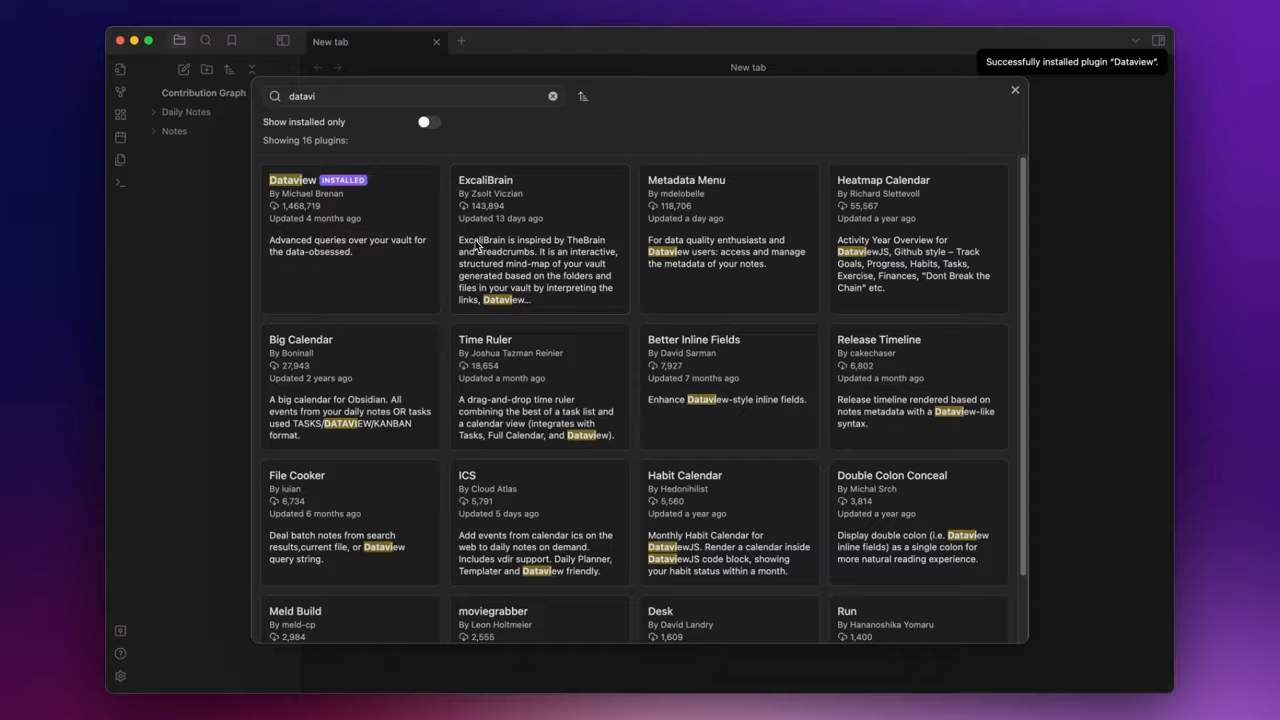 New tab
Successfully installed plugin "Dataview".
New tab
Contribution Graph
Daily Notes
Notes
datavi
Show installed only
Showing 16 plugins:
Dataview INSTALLED
By Michael Brenan
1,468,719
Updated 4 months ago
Advanced queries over your vault for
the data-obsessed.
ExcaliBrain
By Zsolt Viczian
143,894
Updated 13 days ago
ExcaliBrain is inspired by TheBrain
and Breadcrumbs. It is an interactive,
structured mind-map of your vault
generated based on the folders and
files in your vault by interpreting the
links, Dataview...
Metadata Menu
By mdelobelle
118,706
Updated a day ago
For data quality enthusiasts and
Dataview users: access and manage
the metadata of your notes.
Heatmap Calendar
By Richard Slettevoll
55,567
Updated a year ago
Activity Year Overview for
DataviewJS, Github style – Track
Goals, Progress, Habits, Tasks,
Exercise, Finances, "Dont Break the
Chain" etc.
Big Calendar
By Boninall
27,943
Updated 2 years ago
A big calendar for Obsidian. All
events from your daily notes OR tasks
used TASKS/DATAVIEW/KANBAN
format.
Time Ruler
By Joshua Tazman Reinier
18,654
Updated a month ago
A drag-and-drop time ruler
combining the best of a task list and
a calendar view (integrates with
Tasks, Full Calendar, and Dataview).
Better Inline Fields
By David Sarman
7,927
Updated 7 months ago
Enhance Dataview-style inline fields.
Release Timeline
By cakechaser
6,802
Updated a month ago
Release timeline rendered based on
notes metadata with a Dataview-like
syntax.
File Cooker
By iuian
6,734
Updated 6 months ago
Deal batch notes from search
results,current file, or Dataview
query string.
ICS
By Cloud Atlas
5,791
Updated 5 days ago
Add events from calendar ics on the
web to daily notes on demand.
Includes vdir support. Daily Planner,
Templater and Dataview friendly.
Habit Calendar
By Hedonihilist
5,560
Updated a year ago
Monthly Habit Calendar for
DataviewJS. Render a calendar inside
DataviewJS code block, showing
your habit status within a month.
Double Colon Conceal
By Michal Srch
3,814
Updated a year ago
Display double colon (i.e. Dataview
inline fields) as a single colon for
more natural reading experience.
Meld Build
By meld-cp
2,984
moviegrabber
By Leon Holtmeier
2,555
Desk
By David Landry
1,609
Run
By Hananoshika Yomaru
1,400